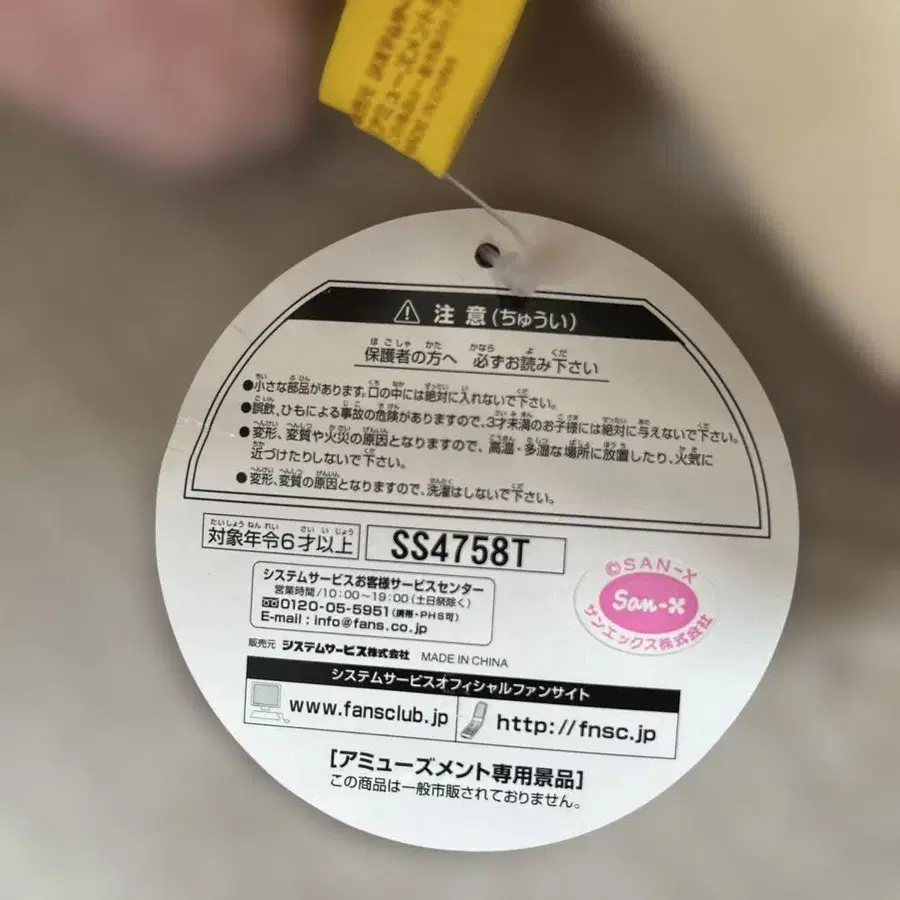 ⚠ 注意(ちゅうい)
保護者の方へ 必ずお読み下さい
●小さな部品があります。口の中には絶対に入れないで下さい。
●誤飲、ひもによる事故の危険がありますので、3才未満のお子様には絶対に与えないで下さい。
●変形、変質や火災の原因となりますので、高温・多湿な場所に放置したり、火気に
近づけたりしないで下さい。
●変形、変質の原因となりますので、洗濯はしないで下さい。
対象年令6才以上
SS4758T
©SAN-X
San-X
サンエックス株式会社
システムサービスお客様サービスセンター
営業時間/10:00~19:00(土日祭除く)
0120-05-5951(携帯・PHS可)
E-mail : info@fans.co.jp
販売元 システムサービス株式会社 MADE IN CHINA
システムサービスオフィシャルファンサイト
www.fansclub.jp
http://fnsc.jp
[アミューズメント専用景品]
この商品は一般市販されておりません。